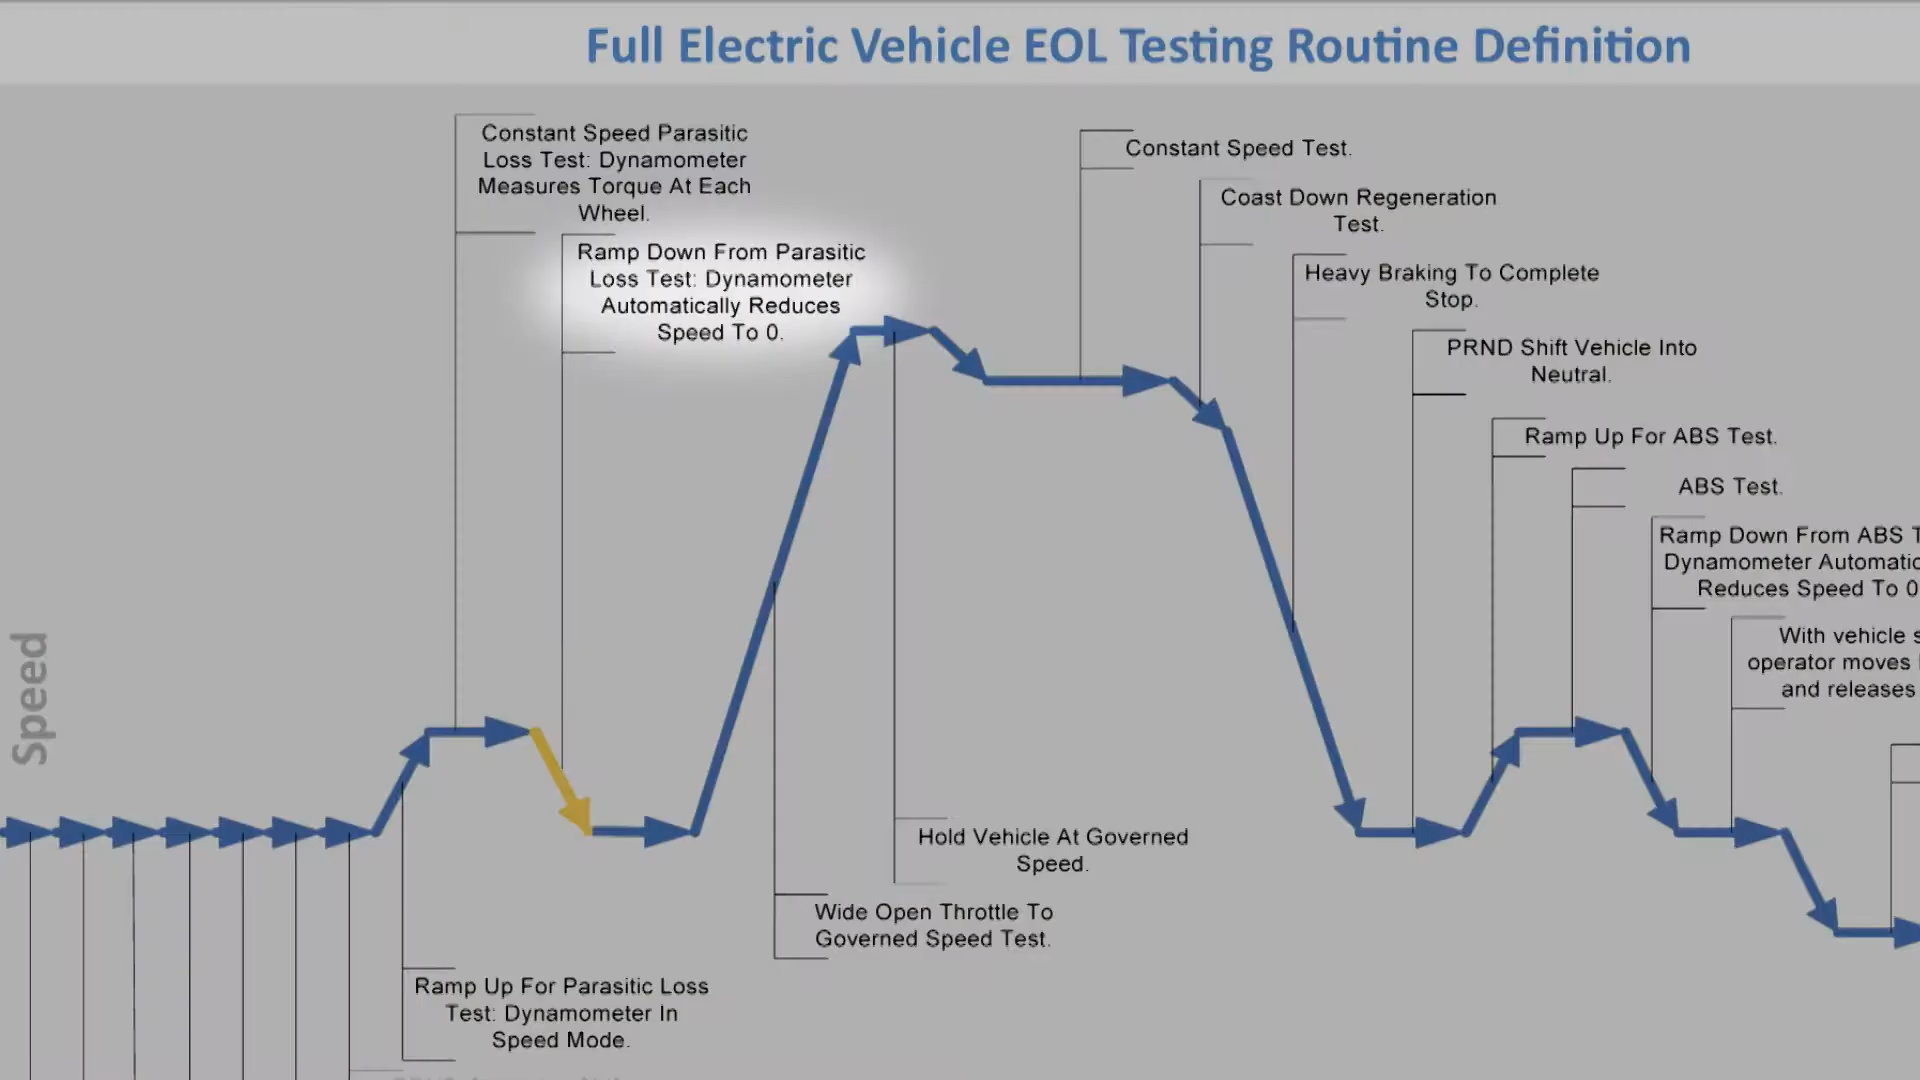 Full Electric Vehicle EOL Testing Routine Definition
Constant Speed Parasitic
Loss Test: Dynamometer
Measures Torque At Each
Wheel.
Ramp Down From Parasitic
Loss Test: Dynamometer
Automatically Reduces
Speed To 0.
Constant Speed Test.
Coast Down Regeneration
Test.
Heavy Braking To Complete
Stop.
PRND Shift Vehicle Into
Neutral.
Ramp Up For ABS Test.
ABS Test.
Ramp Down From ABS T
Dynamometer Automatic
Reduces Speed To 0
With vehicle s
operator moves
and releases
Speed
Hold Vehicle At Governed
Speed.
Wide Open Throttle To
Governed Speed Test.
Ramp Up For Parasitic Loss
Test: Dynamometer In
Speed Mode.